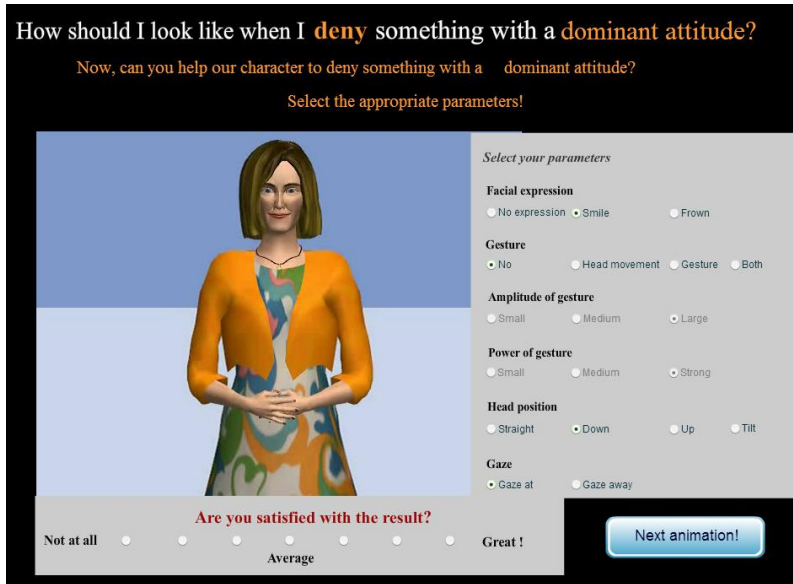 How should I look like when I deny something with a dominant attitude?
Now, can you help our character to deny something with a dominant attitude?
Select the appropriate parameters!
Select your parameters
Facial expression
No expression Smile Frown
Gesture
No Head movement Gesture Both
Amplitude of gesture
Small Medium Large
Power of gesture
Small Medium Strong
Head position
Straight Down Up Tilt
Gaze
Gaze at Gaze away
Are you satisfied with the result?
Not at all Great !
Average
Next animation!